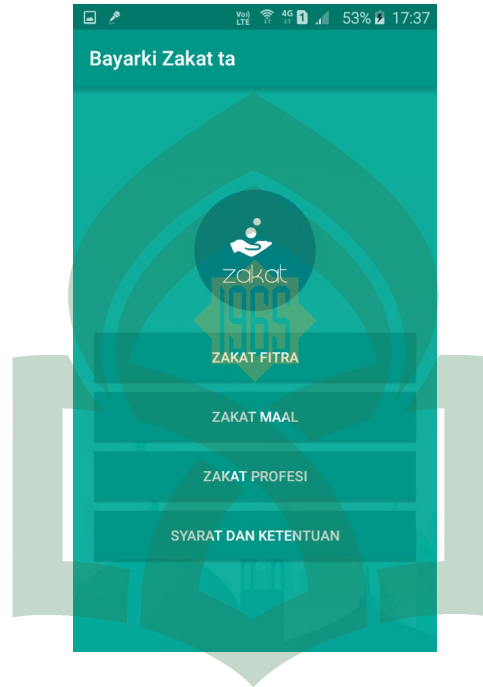 Voi) LTE 4G 1 53% 17:37
Bayarki Zakat ta
zakat
1965
ZAKAT FITRA
ZAKAT MAAL
ZAKAT PROFESI
SYARAT DAN KETENTUAN